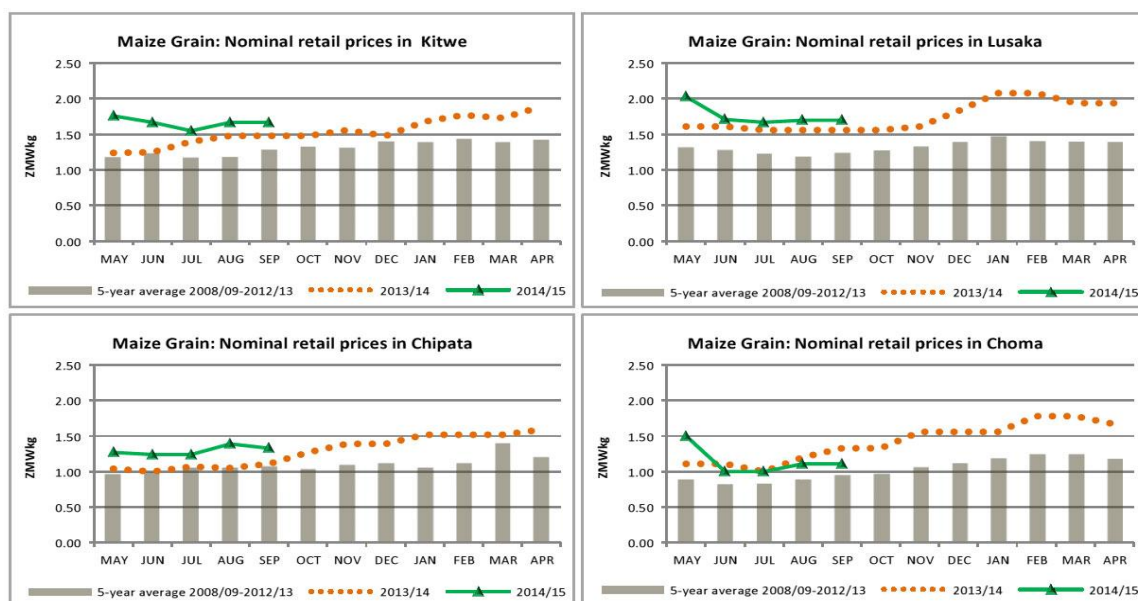 Maize Grain: Nominal retail prices in Kitwe
2.50
2.00
1.50
1.00
0.50
0.00
ZMWkg
MAY JUN JUL AUG SEP OCT NOV DEC JAN FEB MAR APR
5-year average 2008/09-2012/13 2013/14 2014/15
Maize Grain: Nominal retail prices in Lusaka
2.50
2.00
1.50
1.00
0.50
0.00
ZMWkg
MAY JUN JUL AUG SEP OCT NOV DEC JAN FEB MAR APR
5-year average 2008/09-2012/13 2013/14 2014/15
Maize Grain: Nominal retail prices in Chipata
2.50
2.00
1.50
1.00
0.50
0.00
ZMWkg
MAY JUN JUL AUG SEP OCT NOV DEC JAN FEB MAR APR
5-year average 2008/09-2012/13 2013/14 2014/15
Maize Grain: Nominal retail prices in Choma
2.50
2.00
1.50
1.00
0.50
0.00
ZMWkg
MAY JUN JUL AUG SEP OCT NOV DEC JAN FEB MAR APR
5-year average 2008/09-2012/13 2013/14 2014/15